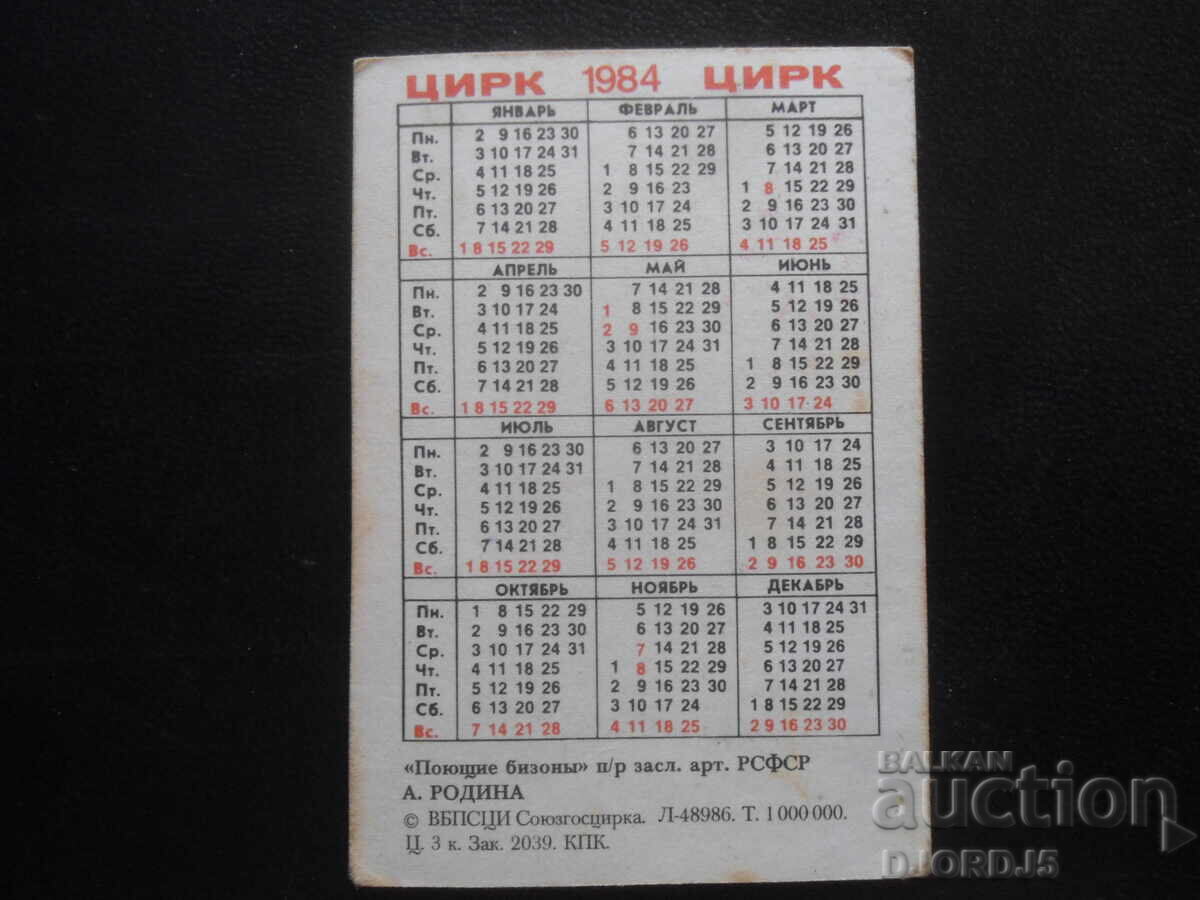 ЦИРК 1984 ЦИРК
ЯНВАРЬ ФЕВРАЛЬ МАРТ
Пн. 2 9 16 23 30 6 13 20 27 5 12 19 26
Вт. 3 10 17 24 31 7 14 21 28 6 13 20 27
Ср. 4 11 18 25 1 8 15 22 29 7 14 21 28
Чт. 5 12 19 26 2 9 16 23 1 8 15 22 29
Пт. 6 13 20 27 3 10 17 24 2 9 16 23 30
Сб. 7 14 21 28 4 11 18 25 3 10 17 24 31
Вс. 1 8 15 22 29 5 12 19 26 4 11 18 25
АПРЕЛЬ МАЙ ИЮНЬ
Пн. 2 9 16 23 30 7 14 21 28 4 11 18 25
Вт. 3 10 17 24 1 8 15 22 29 5 12 19 26
Ср. 4 11 18 25 2 9 16 23 30 6 13 20 27
Чт. 5 12 19 26 3 10 17 24 31 7 14 21 28
Пт. 6 13 20 27 4 11 18 25 1 8 15 22 29
Сб. 7 14 21 28 5 12 19 26 2 9 16 23 30
Вс. 1 8 15 22 29 6 13 20 27 3 10 17 24
ИЮЛЬ АВГУСТ СЕНТЯБРЬ
Пн. 2 9 16 23 30 6 13 20 27 3 10 17 24
Вт. 3 10 17 24 31 7 14 21 28 4 11 18 25
Ср. 4 11 18 25 1 8 15 22 29 5 12 19 26
Чт. 5 12 19 26 2 9 16 23 30 6 13 20 27
Пт. 6 13 20 27 3 10 17 24 31 7 14 21 28
Сб. 7 14 21 28 4 11 18 25 1 8 15 22 29
Вс. 1 8 15 22 29 5 12 19 26 2 9 16 23 30
ОКТЯБРЬ НОЯБРЬ ДЕКАБРЬ
Пн. 1 8 15 22 29 5 12 19 26 3 10 17 24 31
Вт. 2 9 16 23 30 6 13 20 27 4 11 18 25
Ср. 3 10 17 24 31 7 14 21 28 5 12 19 26
Чт. 4 11 18 25 1 8 15 22 29 6 13 20 27
Пт. 5 12 19 26 2 9 16 23 30 7 14 21 28
Сб. 6 13 20 27 3 10 17 24 1 8 15 22 29
Вс. 7 14 21 28 4 11 18 25 2 9 16 23 30
«Поющие бизоны» п/р засл. арт. РСФСР
А. РОДИНА
© ВБПСЦИ Союзгосцирка. Л-48986. Т. 1 000 000.
Ц. 3 к. Зак. 2039. КПК.
BALKAN
auction
DJORDJ5